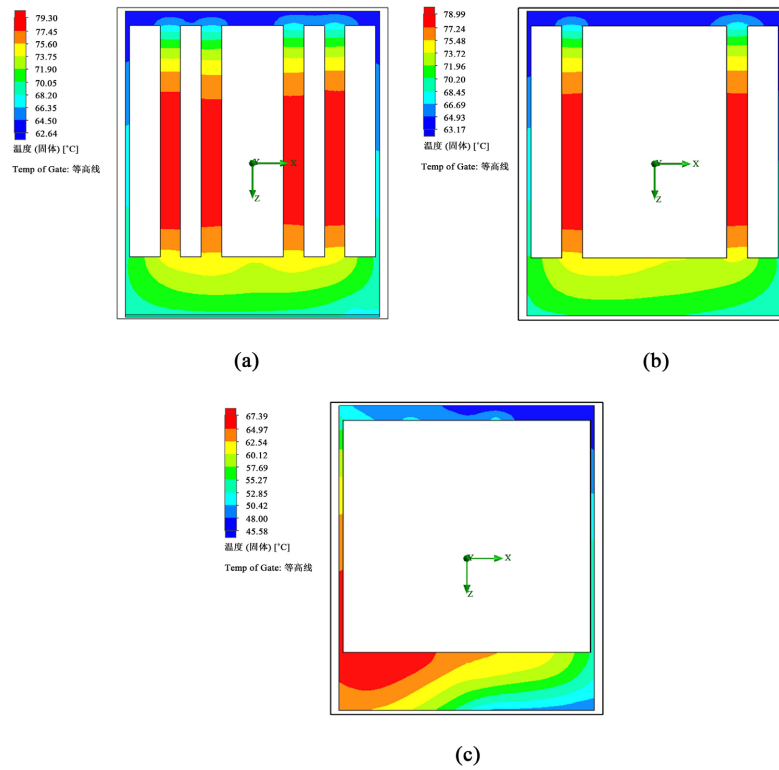 79.30
77.45
75.60
73.75
71.90
70.05
68.20
66.35
64.50
62.64
温度 (固体) [°C]
Temp of Gate: 等高线
Y
X
Z
(a)
78.99
77.24
75.48
73.72
71.96
70.20
68.45
66.69
64.93
63.17
温度 (固体) [°C]
Temp of Gate: 等高线
Y
X
Z
(b)
67.39
64.97
62.54
60.12
57.69
55.27
52.85
50.42
48.00
45.58
温度 (固体) [°C]
Temp of Gate: 等高线
Y
X
Z
(c)